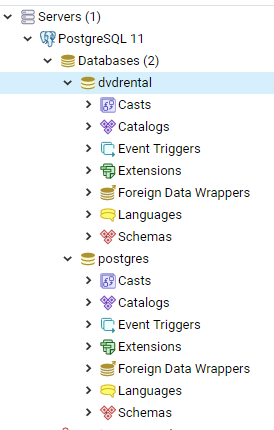 Servers (1)
PostgreSQL 11
Databases (2)
dvdrental
Casts
Catalogs
Event Triggers
Extensions
Foreign Data Wrappers
Languages
Schemas
postgres
Casts
Catalogs
Event Triggers
Extensions
Foreign Data Wrappers
Languages
Schemas